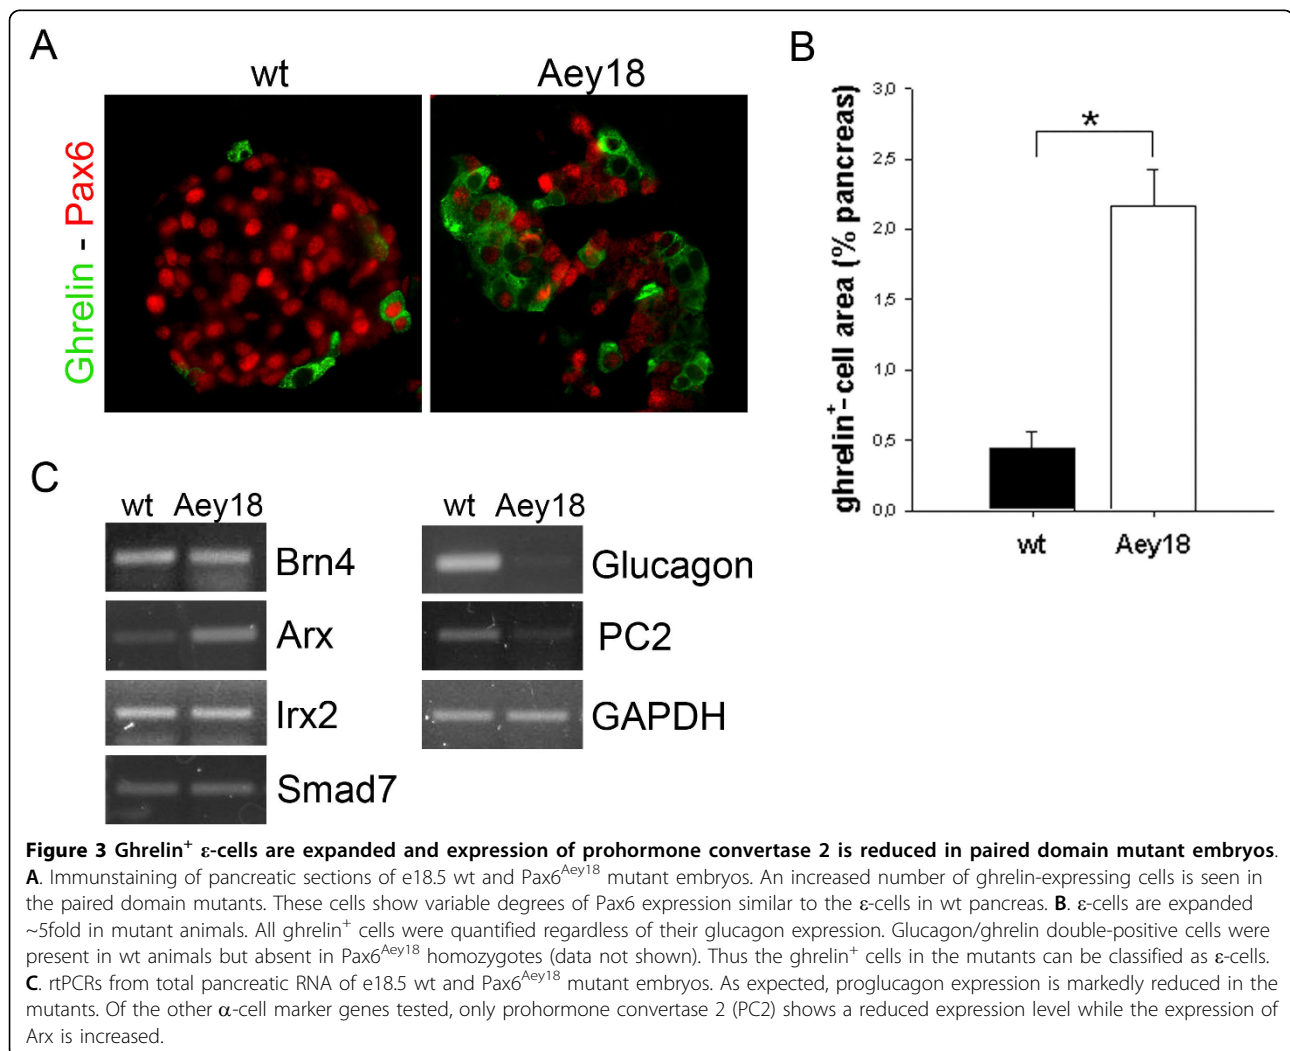 A
wt
Aey18
Ghrelin - Pax6
B
ghrelin+-cell area (% pancreas)
3,0
2,5
2,0
1,5
1,0
0,5
0,0
*
wt
Aey18
C
wt Aey18
Brn4
Arx
Irx2
Smad7
wt Aey18
Glucagon
PC2
GAPDH
Figure 3 Ghrelin+ ε-cells are expanded and expression of prohormone convertase 2 is reduced in paired domain mutant embryos.
A. Immunstaining of pancreatic sections of e18.5 wt and Pax6Aey18 mutant embryos. An increased number of ghrelin-expressing cells is seen in
the paired domain mutants. These cells show variable degrees of Pax6 expression similar to the ε-cells in wt pancreas. B. ε-cells are expanded
~5fold in mutant animals. All ghrelin+ cells were quantified regardless of their glucagon expression. Glucagon/ghrelin double-positive cells were
present in wt animals but absent in Pax6Aey18 homozygotes (data not shown). Thus the ghrelin+ cells in the mutants can be classified as ε-cells.
C. rtPCRs from total pancreatic RNA of e18.5 wt and Pax6Aey18 mutant embryos. As expected, proglucagon expression is markedly reduced in the
mutants. Of the other α-cell marker genes tested, only prohormone convertase 2 (PC2) shows a reduced expression level while the expression of
Arx is increased.